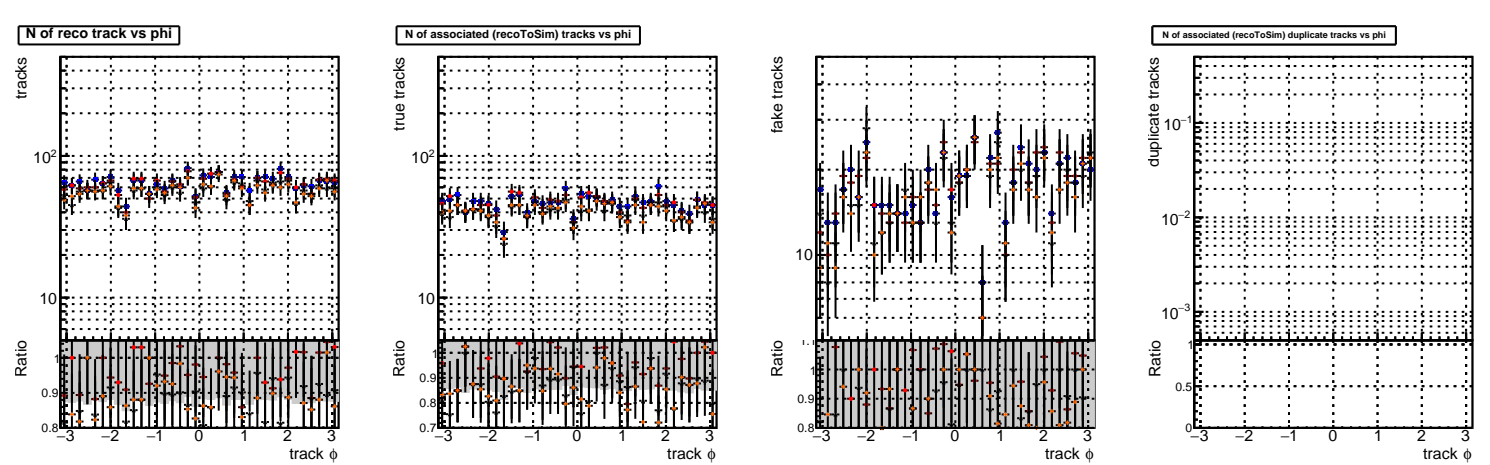 N of reco track vs phi
tracks
10²
10
Ratio
1
0.9
0.8
−3 −2 −1 0 1 2 3
track ϕ
N of associated (recoToSim) tracks vs phi
true tracks
10²
10
Ratio
1
0.9
0.8
0.7
−3 −2 −1 0 1 2 3
track ϕ
fake tracks
10
Ratio
1
0.9
0.8
−3 −2 −1 0 1 2 3
track ϕ
N of associated (recoToSim) duplicate tracks vs phi
duplicate tracks
10⁻¹
10⁻²
10⁻³
Ratio
1
0.5
0
−3 −2 −1 0 1 2 3
track ϕ